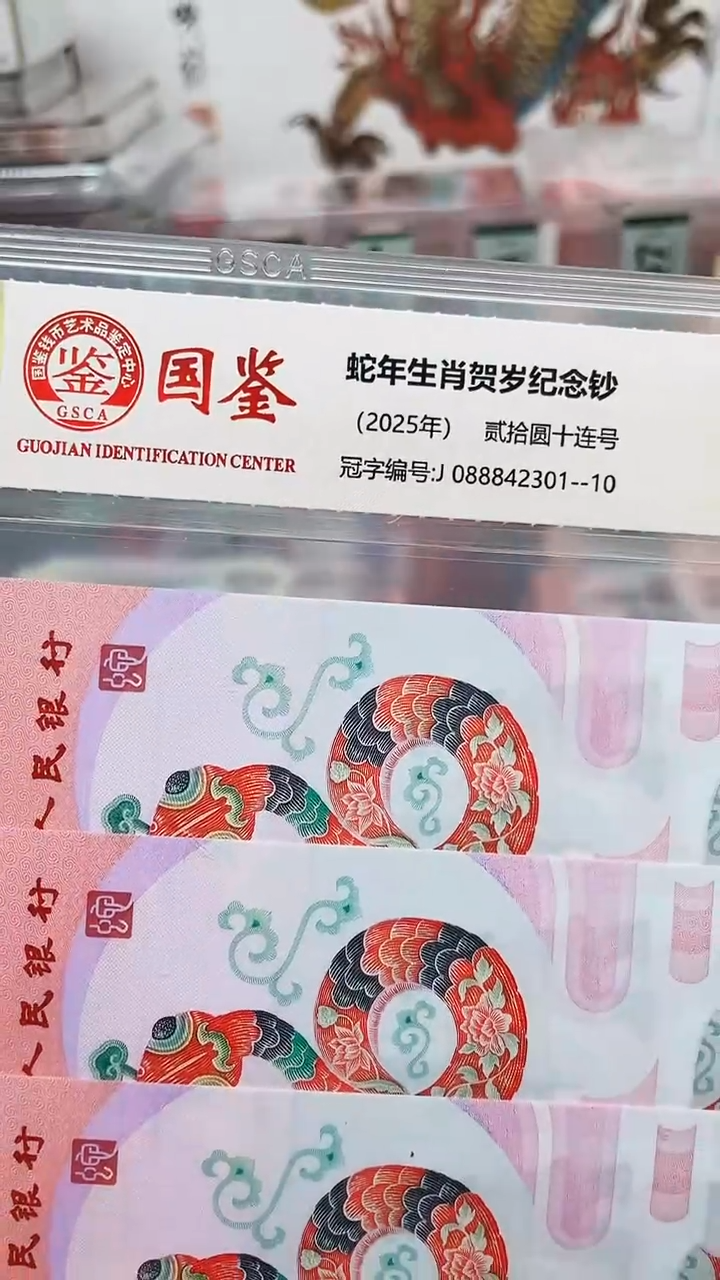 GSCA
国鉴钱币艺术品鉴定中心
鉴
GSCA
国鉴
GUOJIAN IDENTIFICATION CENTER
蛇年生肖贺岁纪念钞
（2025年） 贰拾圆十连号
冠字编号:J 088842301--10
人民银行
人民银行
民银行